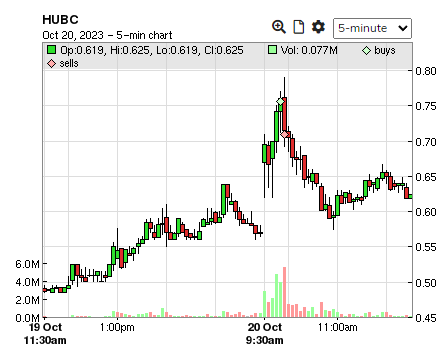 HUBC
Oct 20, 2023 – 5-min chart
5-minute
Op:0.619, Hi:0.625, Lo:0.619, Cl:0.625
Vol: 0.077M
buys
sells
0.80
0.75
0.70
0.65
0.60
0.55
0.50
0.45
6.0M
4.0M
2.0M
0.0M
19 Oct
11:30am
1:00pm
20 Oct
9:30am
11:00am